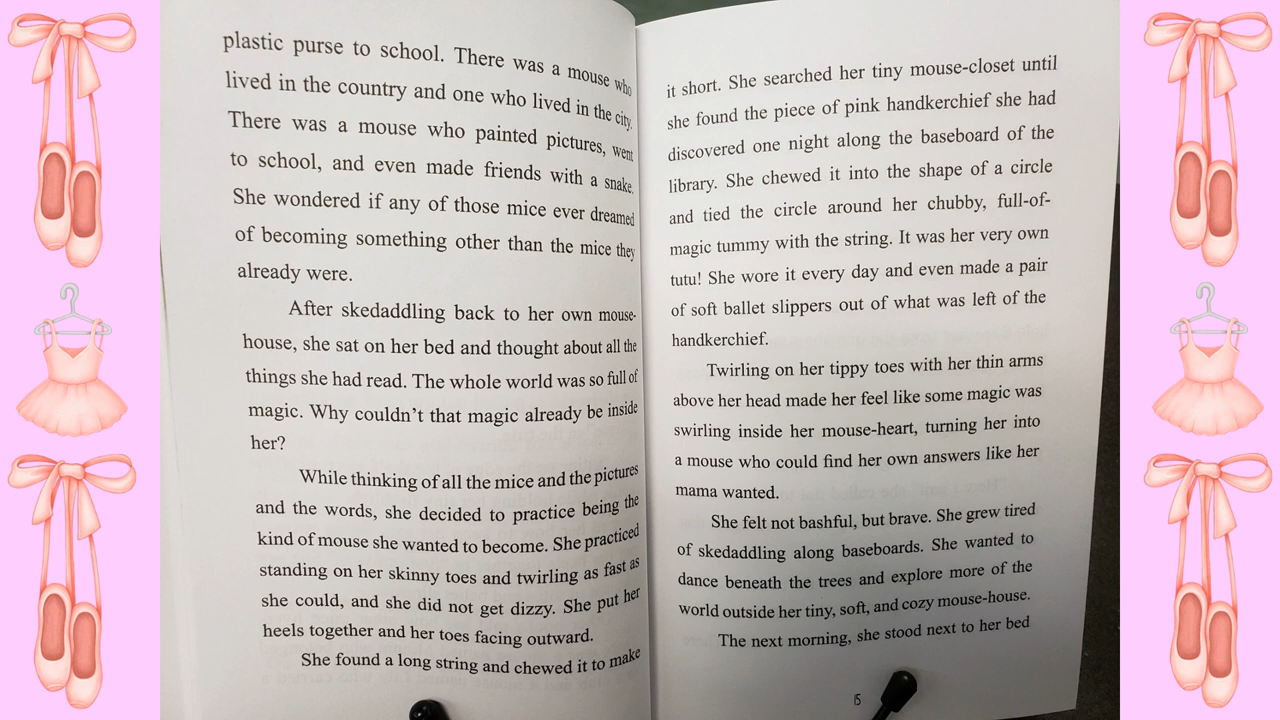 plastic purse to school. There was a mouse who
lived in the country and one who lived in the city.
There was a mouse who painted pictures, went
to school, and even made friends with a snake.
She wondered if any of those mice ever dreamed
of becoming something other than the mice they
already were.
After skedaddling back to her own mouse-
house, she sat on her bed and thought about all the
things she had read. The whole world was so full of
magic. Why couldn't that magic already be inside
her?
While thinking of all the mice and the pictures
and the words, she decided to practice being the
kind of mouse she wanted to become. She practiced
standing on her skinny toes and twirling as fast as
she could, and she did not get dizzy. She put her
heels together and her toes facing outward.
She found a long string and chewed it to make
it short. She searched her tiny mouse-closet until
she found the piece of pink handkerchief she had
discovered one night along the baseboard of the
library. She chewed it into the shape of a circle
and tied the circle around her chubby, full-of-
magic tummy with the string. It was her very own
tutu! She wore it every day and even made a pair
of soft ballet slippers out of what was left of the
handkerchief.
Twirling on her tippy toes with her thin arms
above her head made her feel like some magic was
swirling inside her mouse-heart, turning her into
a mouse who could find her own answers like her
mama wanted.
She felt not bashful, but brave. She grew tired
of skedaddling along baseboards. She wanted to
dance beneath the trees and explore more of the
world outside her tiny, soft, and cozy mouse-house.
The next morning, she stood next to her bed
15